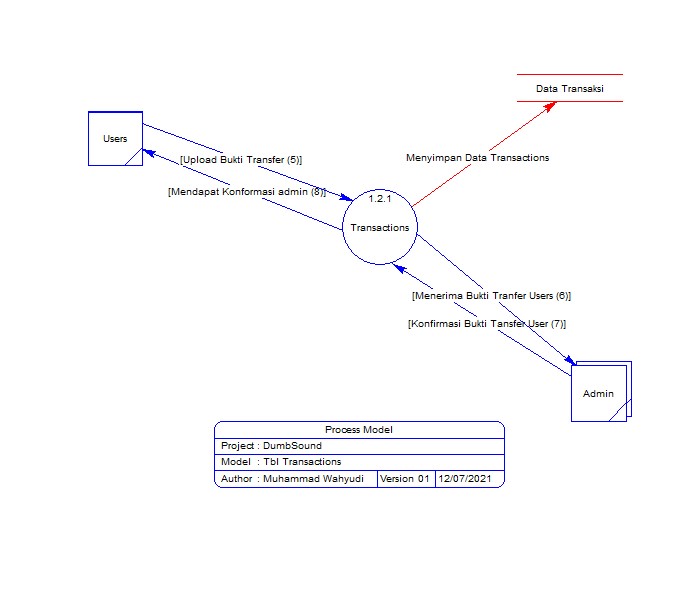 Data Transaksi
Users
Menyimpan Data Transactions
[Upload Bukti Transfer (5)]
[Mendapat Konformasi admin (8)]
1.2.1
Transactions
[Menerima Bukti Tranfer Users (6)]
[Konfirmasi Bukti Tansfer User (7)]
Admin
Process Model
Project : DumbSound
Model : Tbl Transactions
Author : Muhammad Wahyudi Version 01 12/07/2021